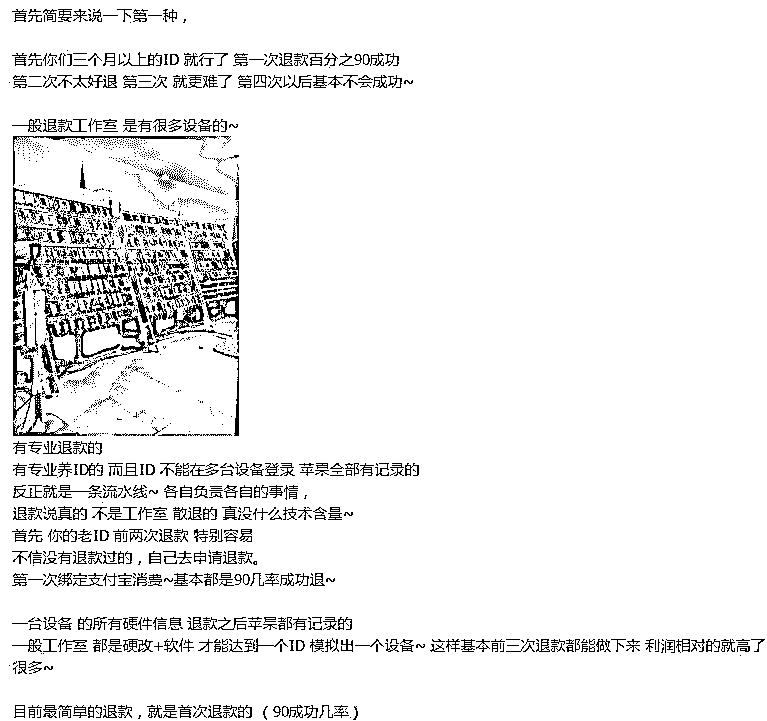 首先简要来说一下第一种，
首先你们三个月以上的ID 就行了 第一次退款百分之90成功
第二次不太好退 第三次 就更难了 第四次以后基本不会成功~
一般退款工作室 是有很多设备的~
有专业退款的
有专业养ID的 而且ID 不能在多台设备登录 苹果全部有记录的
反正就是一条流水线~ 各自负责各自的事情，
退款说真的 不是工作室 散退的 真没什么技术含量~
首先 你的老ID 前两次退款 特别容易
不信没有退款过的，自己去申请退款。
第一次绑定支付宝消费~基本都是90几率成功退~
一台设备 的所有硬件信息 退款之后苹果都有记录的
一般工作室 都是硬改+软件 才能达到一个ID 模拟出一个设备~ 这样基本前三次退款都能做下来 利润相对的就高了
很多~
目前最简单的退款，就是首次退款的 （90成功几率）